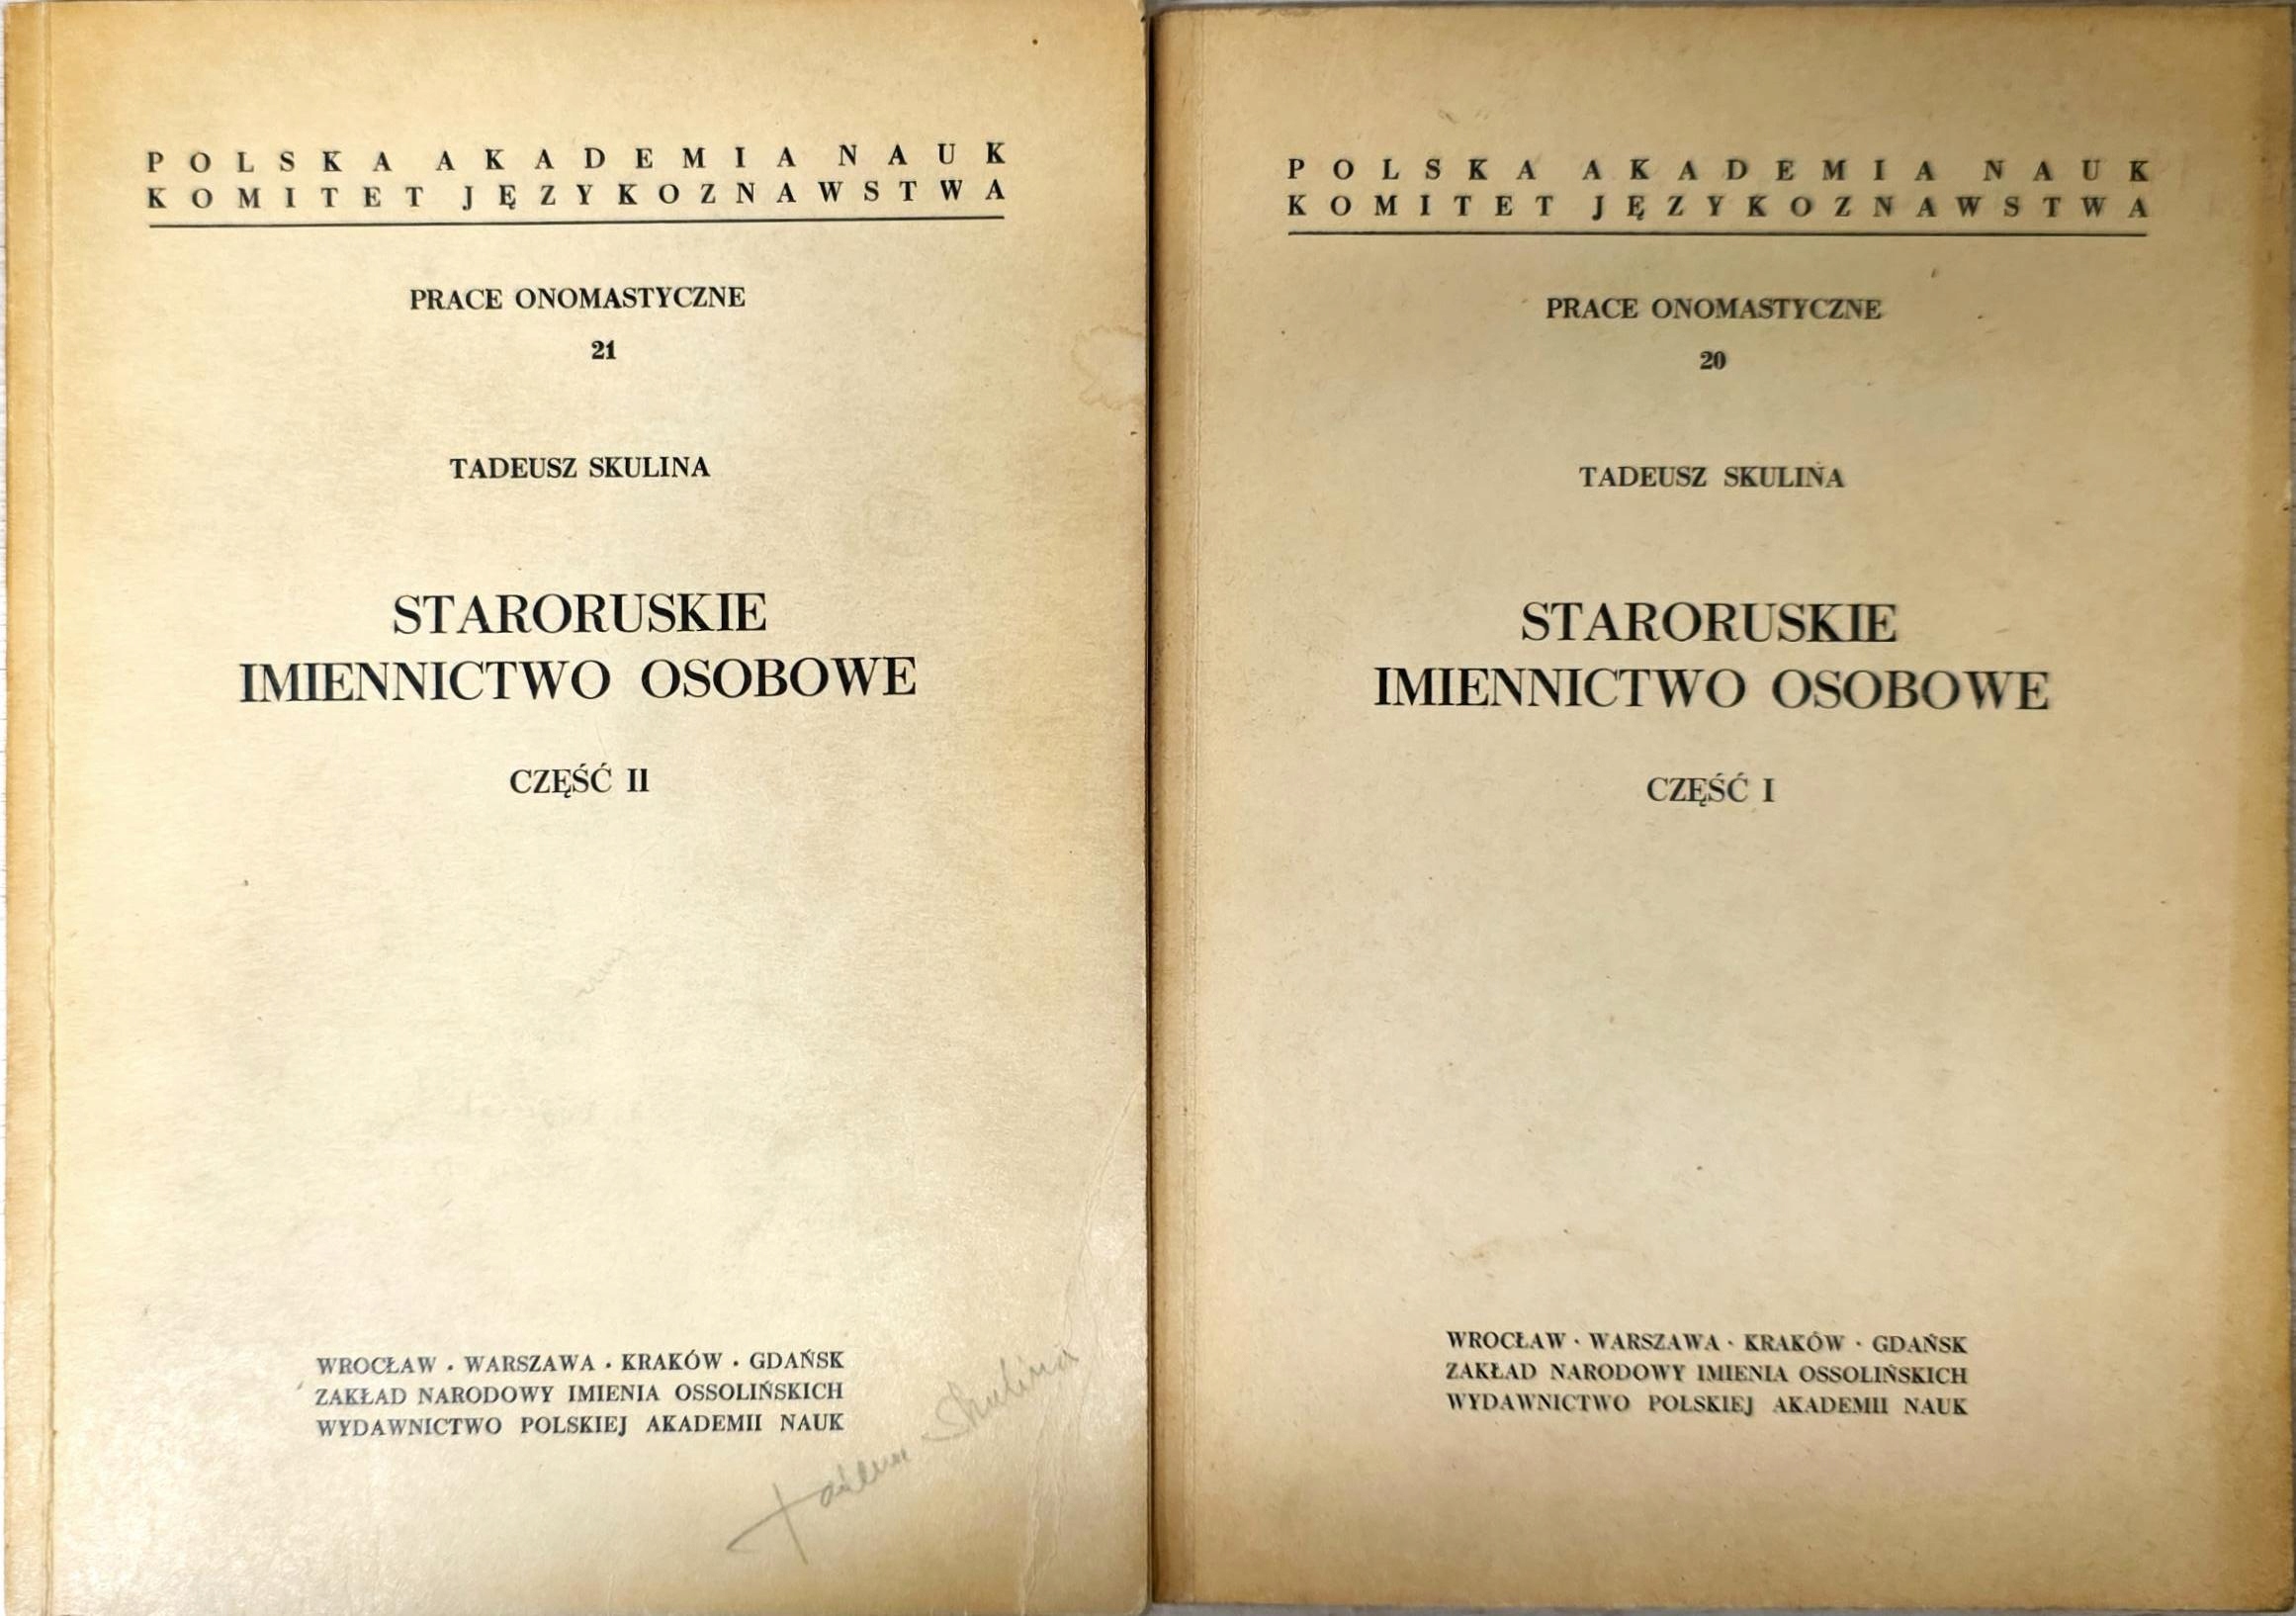 POLSKA AKADEMIA NAUK
KOMITET JĘZYKOZNAWSTWA
PRACE ONOMASTYCZNE
21
TADEUSZ SKULINA
STARORUSKIE
IMIENNICTWO OSOBOWE
CZĘŚĆ II
WROCŁAW · WARSZAWA · KRAKÓW · GDAŃSK
ZAKŁAD NARODOWY IMIENIA OSSOLIŃSKICH
WYDAWNICTWO POLSKIEJ AKADEMII NAUK
Tadeusz Skulina
POLSKA AKADEMIA NAUK
KOMITET JĘZYKOZNAWSTWA
PRACE ONOMASTYCZNE
20
TADEUSZ SKULINA
STARORUSKIE
IMIENNICTWO OSOBOWE
CZĘŚĆ I
WROCŁAW · WARSZAWA · KRAKÓW · GDAŃSK
ZAKŁAD NARODOWY IMIENIA OSSOLIŃSKICH
WYDAWNICTWO POLSKIEJ AKADEMII NAUK